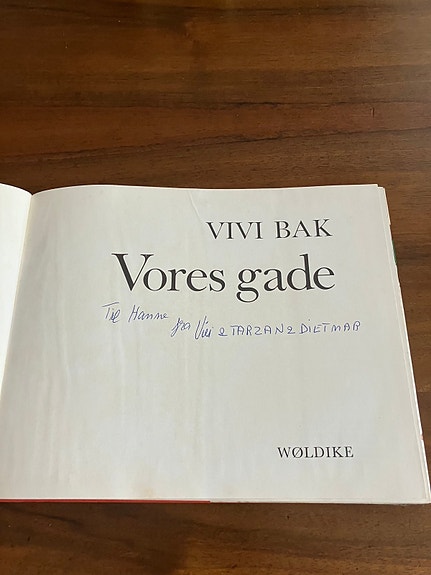 VIVI BAK
Vores gade
Til Hanne
fra Vivi & TARZAN & DIETMAR
WØLDIKE